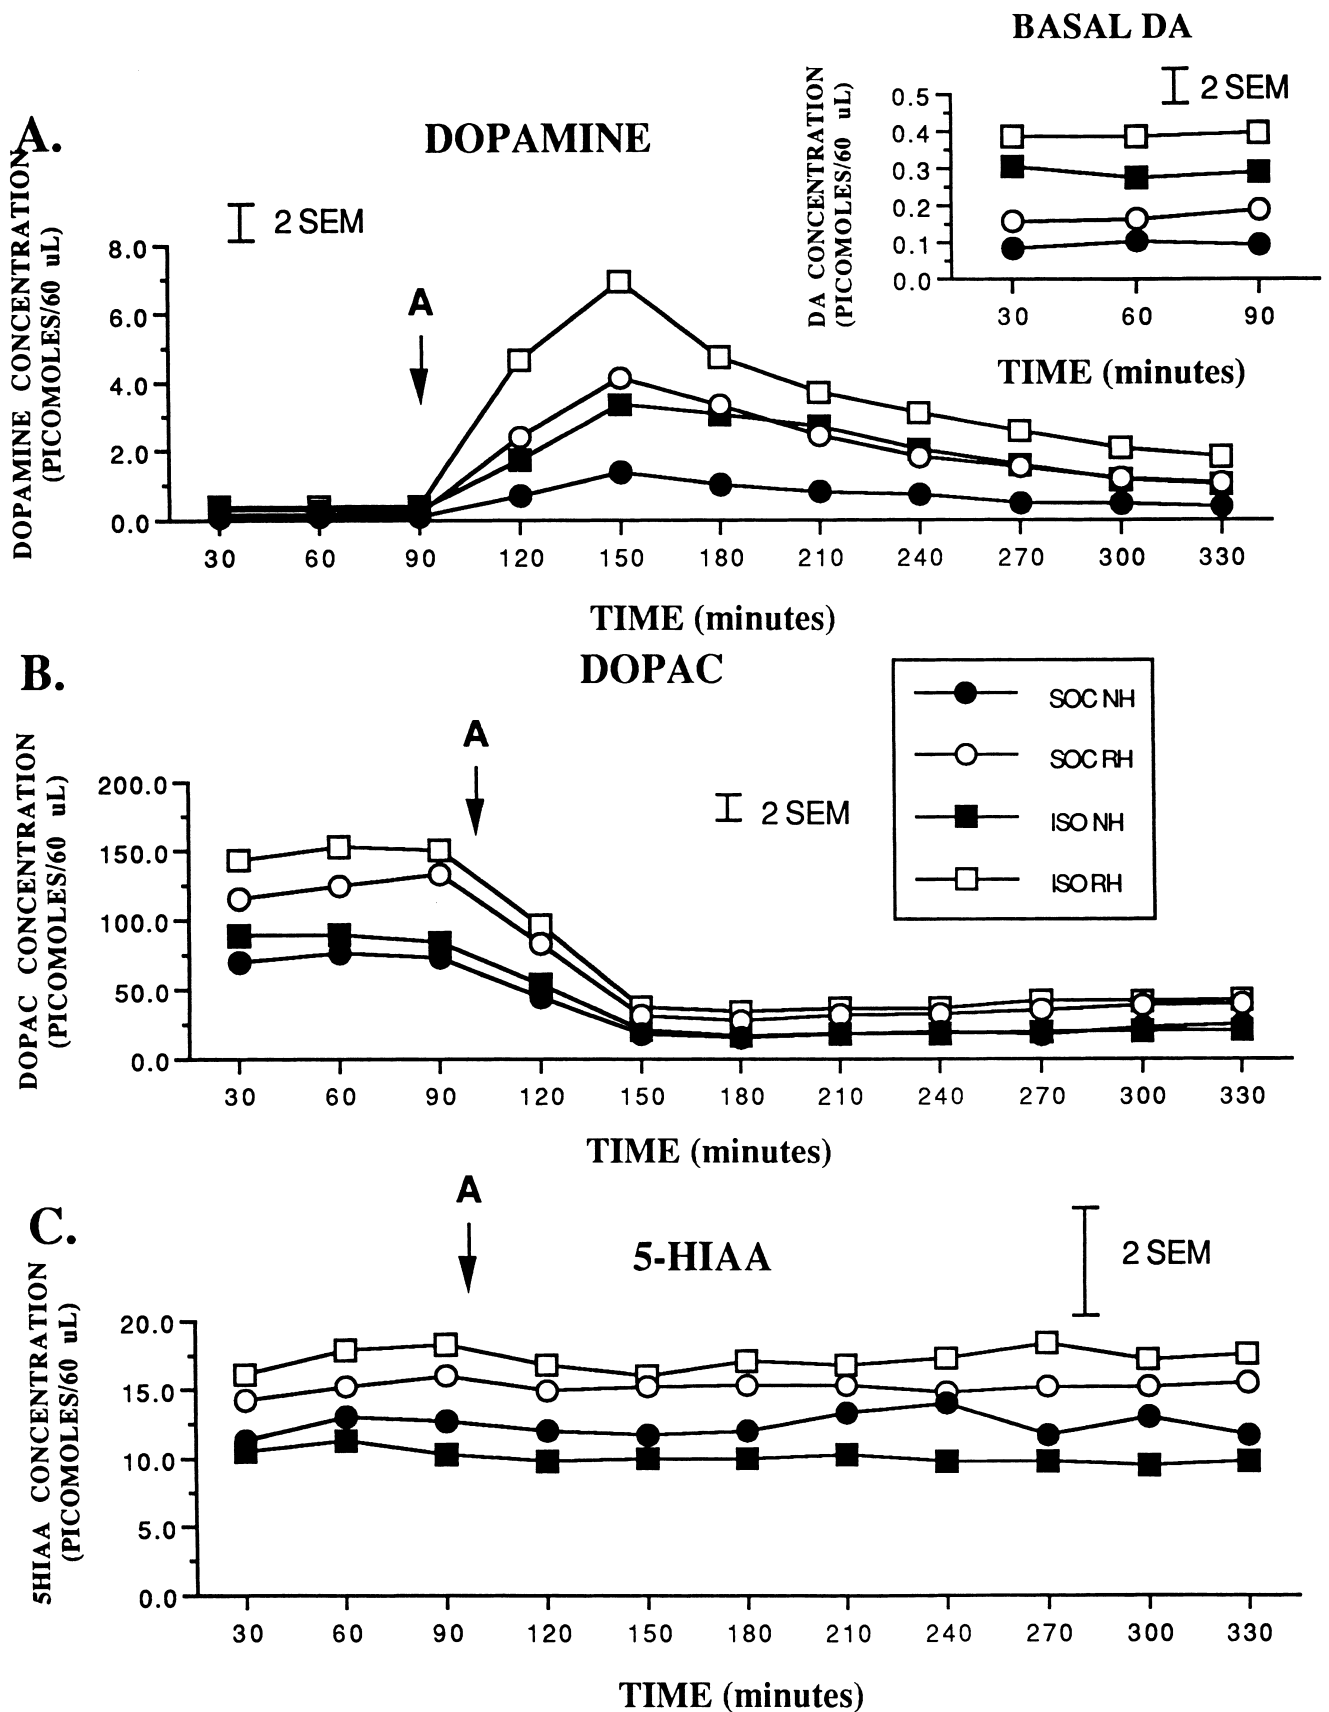 BASAL DA
DA CONCENTRATION
(PICOMOLES/60 uL)
2 SEM
0.5
0.4
0.3
0.2
0.1
0.0
30 60 90
TIME (minutes)
A.
DOPAMINE
DOPAMINE CONCENTRATION
(PICOMOLES/60 uL)
2 SEM
A
8.0
6.0
4.0
2.0
0.0
30 60 90 120 150 180 210 240 270 300 330
TIME (minutes)
B.
DOPAC
DOPAC CONCENTRATION
(PICOMOLES/60 uL)
A
2 SEM
SOC NH
SOC RH
ISO NH
ISO RH
200.0
150.0
100.0
50.0
0.0
30 60 90 120 150 180 210 240 270 300 330
TIME (minutes)
C.
A
5-HIAA
2 SEM
5HIAA CONCENTRATION
(PICOMOLES/60 uL)
20.0
15.0
10.0
5.0
0.0
30 60 90 120 150 180 210 240 270 300 330
TIME (minutes)